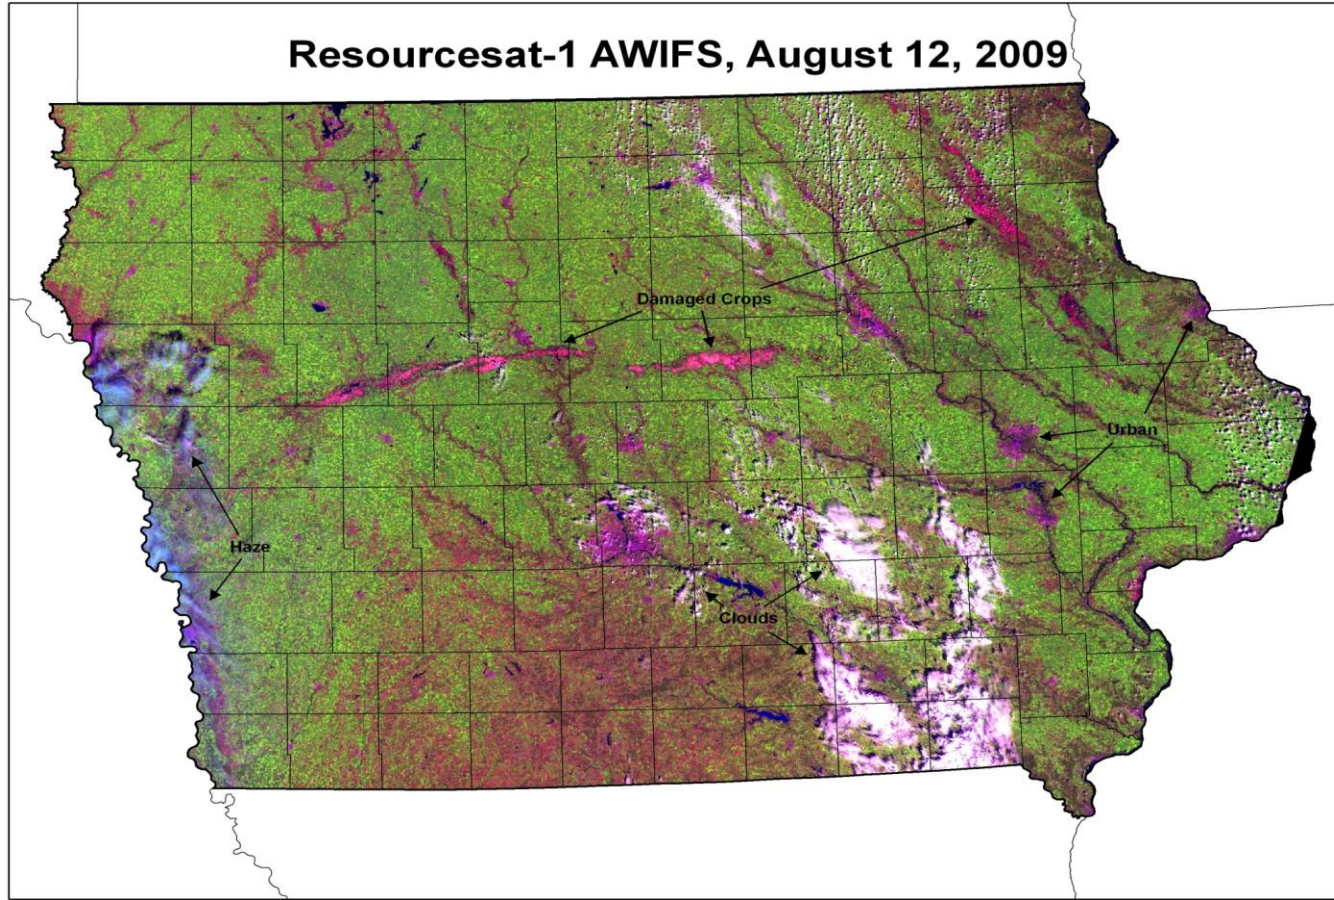 Resourcesat-1 AWIFS, August 12, 2009
Damaged Crops
Urban
Haze
Clouds